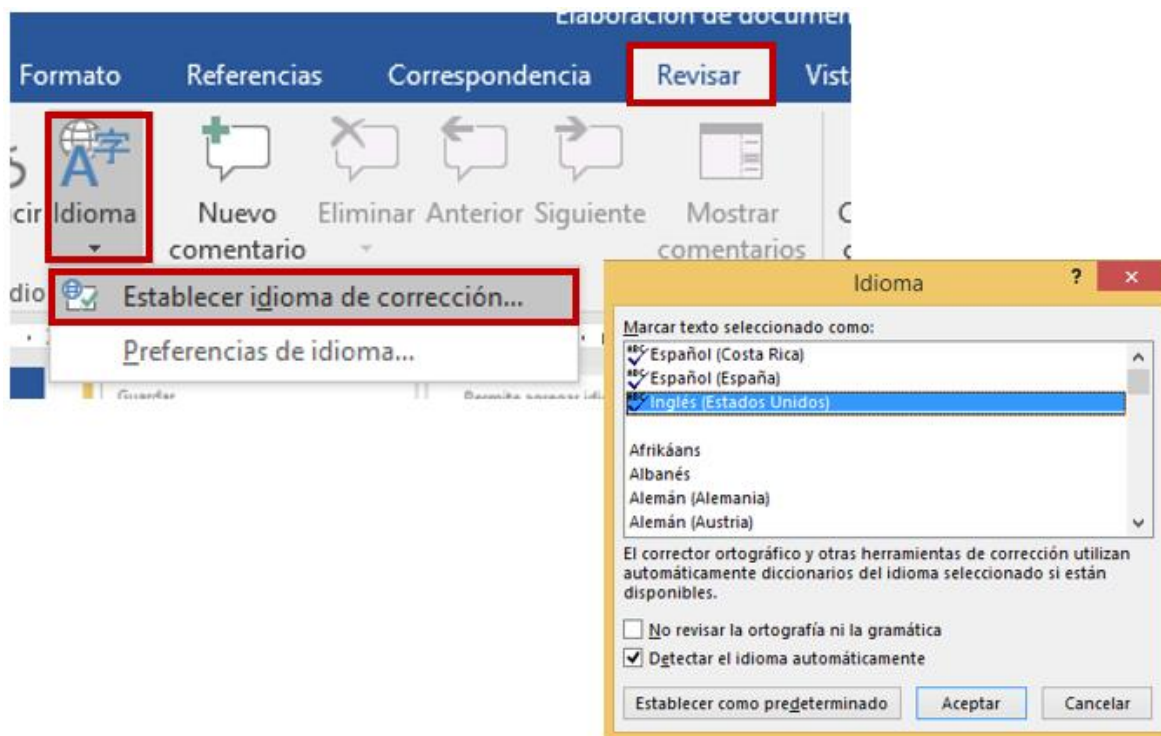 Elaboración de docume
Formato Referencias Correspondencia Revisar Vist
cir Idioma Nuevo comentario Eliminar Anterior Siguiente Mostrar comentarios
Establecer idioma de corrección...
Preferencias de idioma...
Guardar
Idioma ?
Marcar texto seleccionado como:
Español (Costa Rica)
Español (España)
Inglés (Estados Unidos)
Afrikáans
Albanés
Alemán (Alemania)
Alemán (Austria)
El corrector ortográfico y otras herramientas de corrección utilizan
automáticamente diccionarios del idioma seleccionado si están
disponibles.
No revisar la ortografía ni la gramática
Detectar el idioma automáticamente
Establecer como predeterminado Aceptar Cancelar